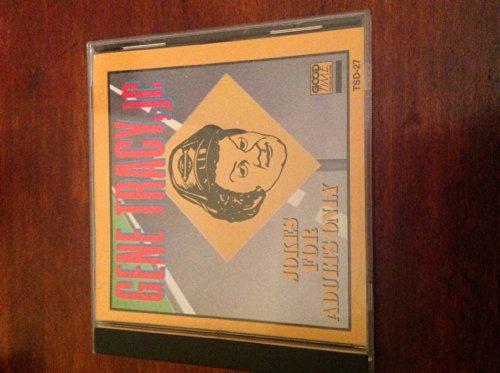 GENE TRACY, JR.
GOOD
TIME
TSD-27
JOKES
FOR
ADULTS ONLY